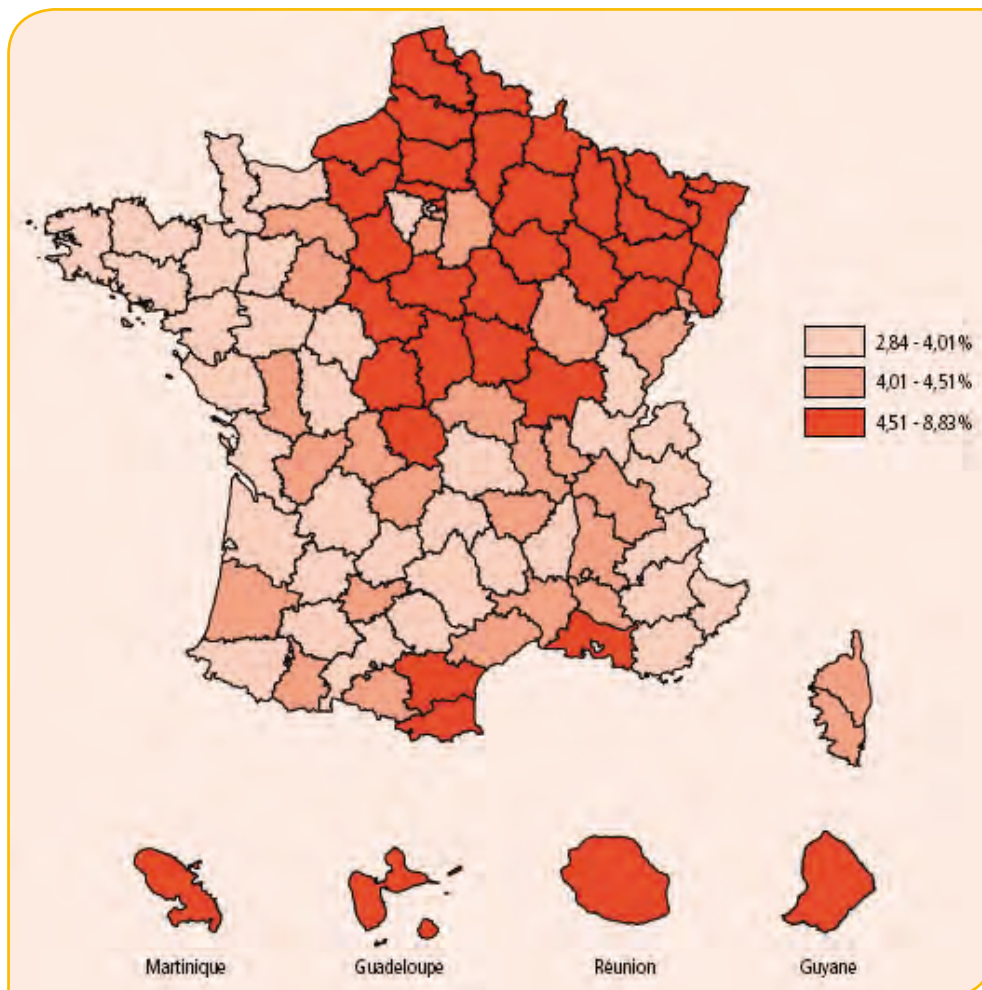 2,84 - 4,01%
4,01 - 4,51%
4,51 - 8,83%
Martinique
Guadeloupe
Réunion
Guyane